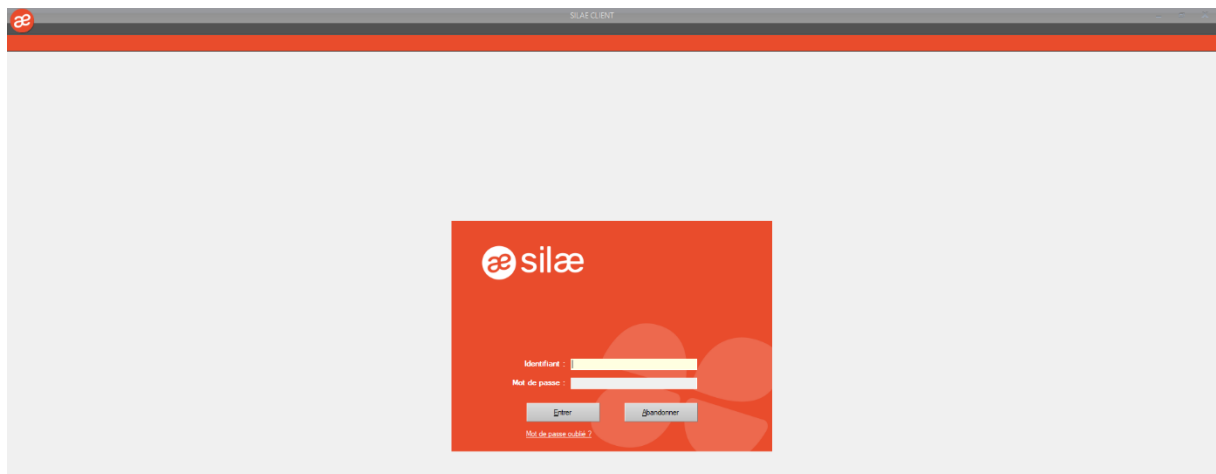 æ
SILAE CLIENT
æ silæ
Identifiant :
Mot de passe :
Entrer Abandonner
Mot de passe oublié ?